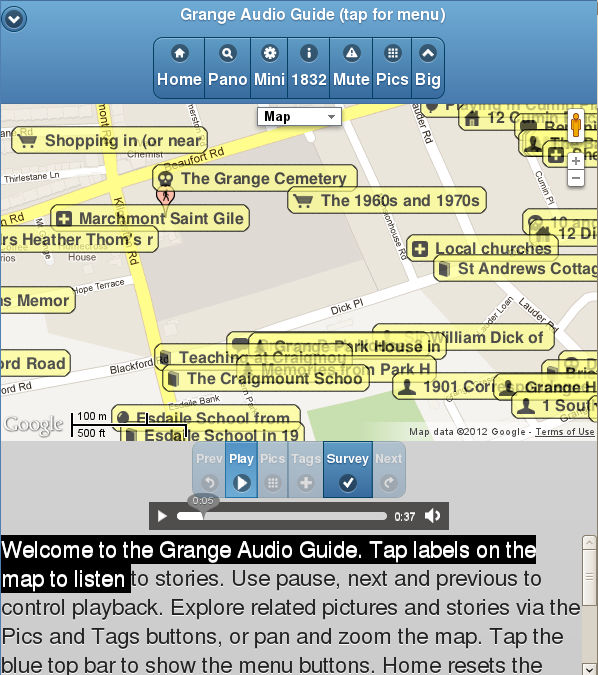 Grange Audio Guide (tap for menu)
Home Pano Mini 1832 Mute Pics Big
Map
12 Cumin
Shopping in (or near
Chemist
Beaufort Rd
Thirlestane Ln
The Grange Cemetery
Cumin Pl
The 1960s and 1970s
n Rd
Marchmont Saint Gile
rs Heather Thom's r
House
12 Di
Local churches
St Andrews Cottag
Hope Terrace
ns Memor
Dick Pl
Lauder Loan
Lauder Rd
William Dick of
Grange Park House in
Teaching at Craigmou
ord Road
Blackford Rd
Memories from Park H
The Craigmount Schoo
1901 Corres
Grange H
ord Rd
Esdaile Bank
1 Sout
Esdaile School from
Esdaile School in 19
Google
100 m
500 ft
Map data ©2012 Google - Terms of Use
Prev Play Pics Tags Survey Next
0:05
0:37
Welcome to the Grange Audio Guide. Tap labels on the
map to listen to stories. Use pause, next and previous to
control playback. Explore related pictures and stories via the
Pics and Tags buttons, or pan and zoom the map. Tap the
blue top bar to show the menu buttons. Home resets the